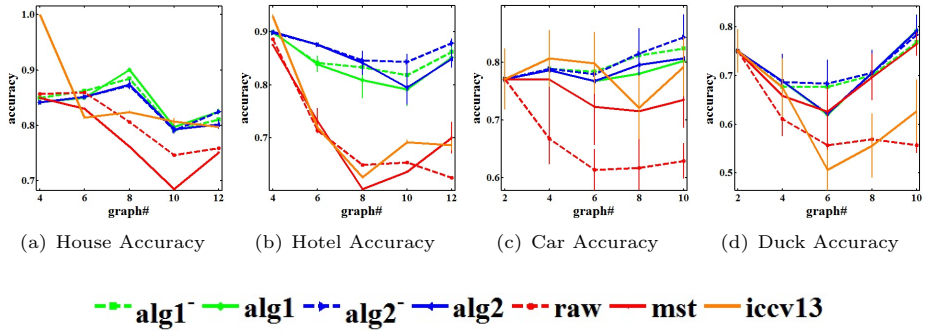 1.0
0.9
0.8
0.7
accuracy
4 6 8 10 12
graph#
0.9
0.8
0.7
accuracy
4 6 8 10 12
graph#
0.9
0.8
0.7
0.6
accuracy
2 4 6 8 10
graph#
0.8
0.7
0.6
0.5
accuracy
2 4 6 8 10
graph#
(a) House Accuracy (b) Hotel Accuracy (c) Car Accuracy (d) Duck Accuracy
alg1- alg1 alg2- alg2 raw mst iccv13